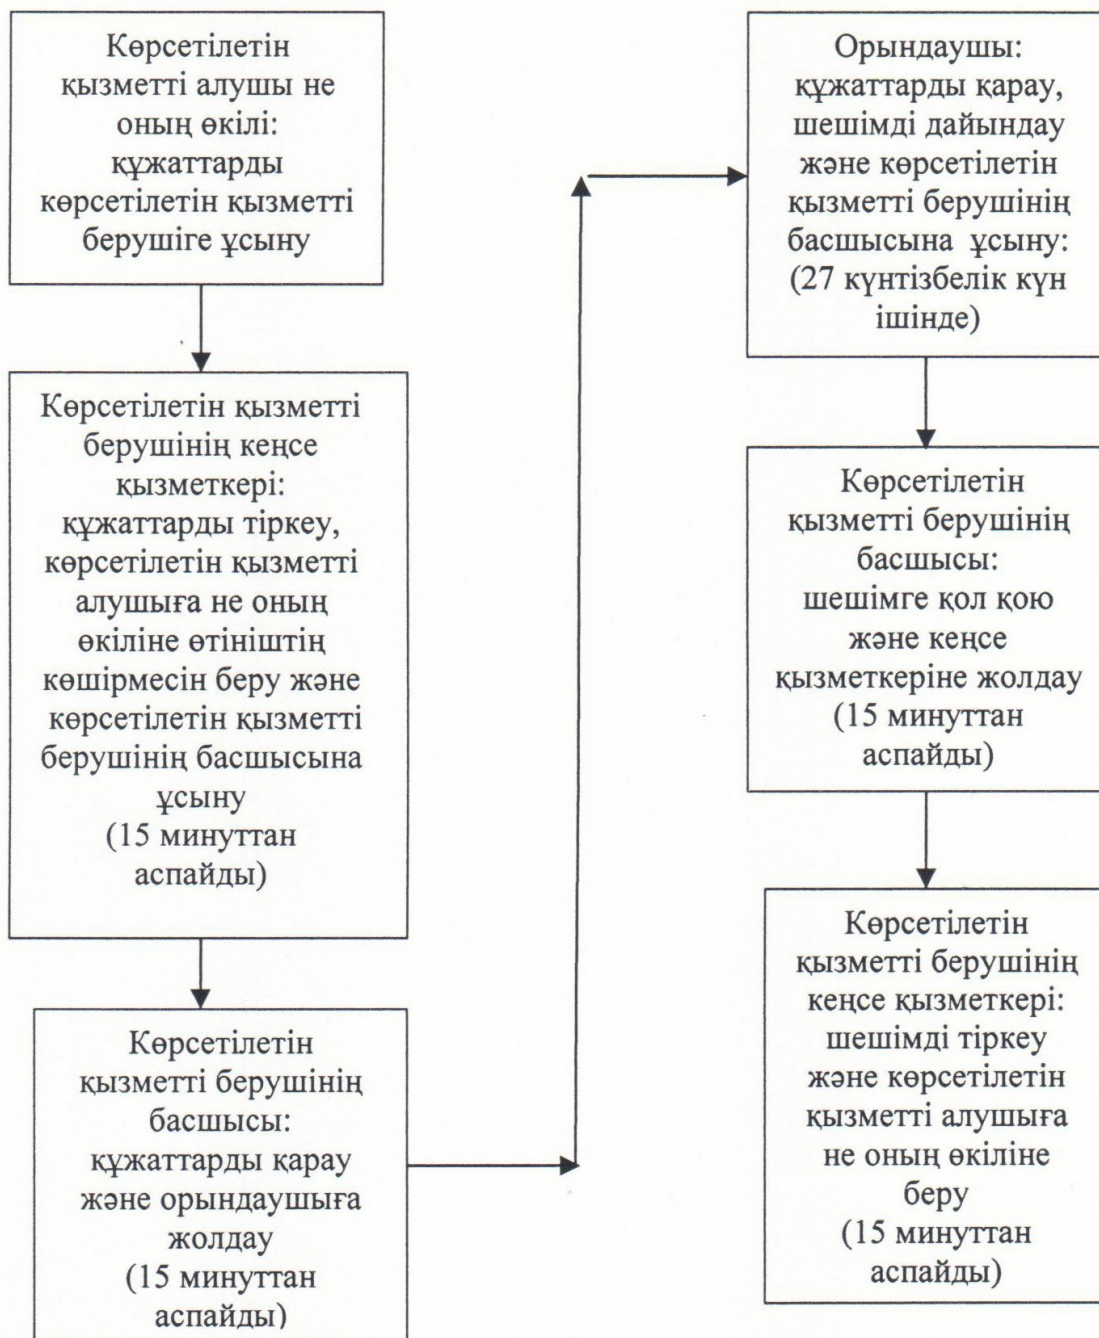 Көрсетілетін
қызметті алушы не
оның өкілі:
құжаттарды
көрсетілетін қызметті
берушіге ұсыну
Көрсетілетін қызметті
берушінің кеңсе
қызметкері:
құжаттарды тіркеу,
көрсетілетін қызметті
алушыға не оның
өкіліне өтініштің
көшірмесін беру және
көрсетілетін қызметті
берушінің басшысына
ұсыну
(15 минуттан
аспайды)
Көрсетілетін
қызметті берушінің
басшысы:
құжаттарды қарау
және орындаушыға
жолдау
(15 минуттан
аспайды)
Орындаушы:
құжаттарды қарау,
шешімді дайындау
және көрсетілетін
қызметті берушінің
басшысына ұсыну:
(27 күнтізбелік күн
ішінде)
Көрсетілетін
қызметті берушінің
басшысы:
шешімге қол қою
және кеңсе
қызметкеріне жолдау
(15 минуттан
аспайды)
Көрсетілетін
қызметті берушінің
кеңсе қызметкері:
шешімді тіркеу
және көрсетілетін
қызметті алушыға
не оның өкіліне
беру
(15 минуттан
аспайды)